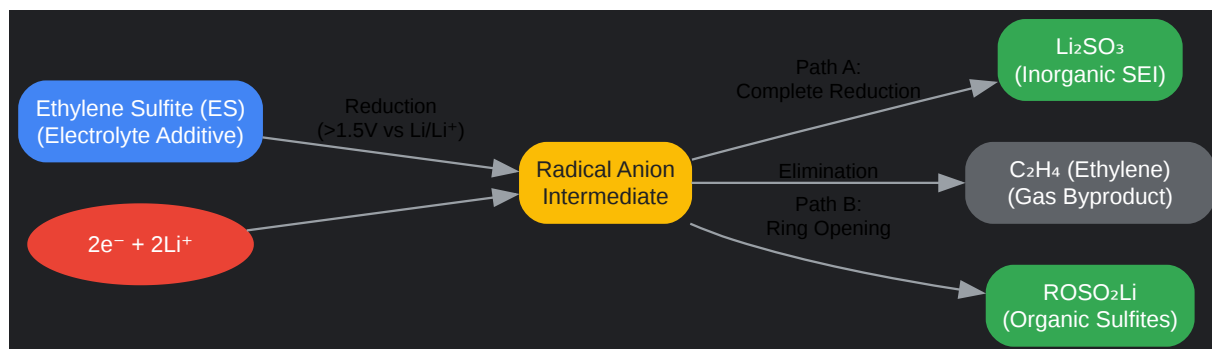 Ethylene Sulfite (ES)
(Electrolyte Additive)
2e⁻ + 2Li⁺
Reduction
(>1.5V vs Li/Li⁺)
Radical Anion
Intermediate
Path A:
Complete Reduction
Elimination
Path B:
Ring Opening
Li₂SO₃
(Inorganic SEI)
C₂H₄ (Ethylene)
(Gas Byproduct)
ROSO₂Li
(Organic Sulfites)